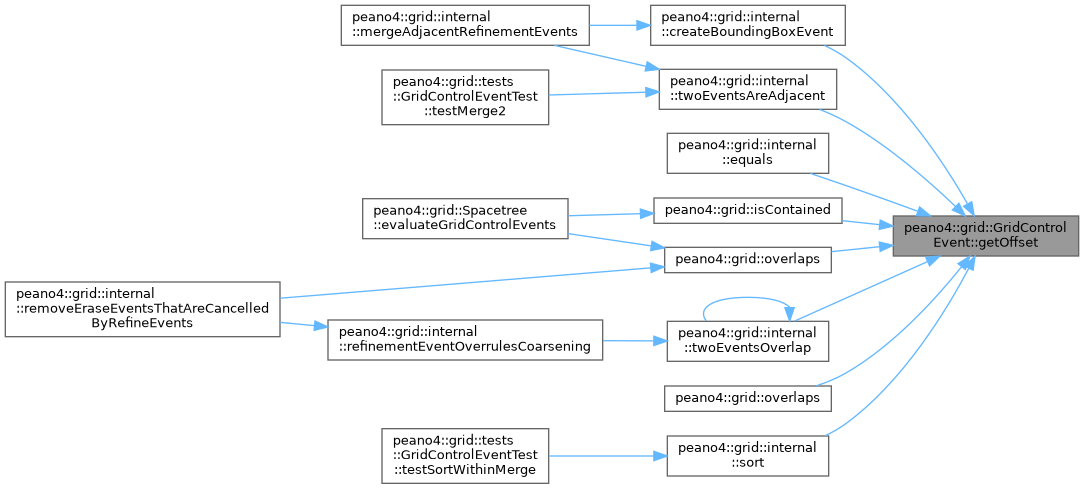 peano4::grid::internal
::mergeAdjacentRefinementEvents
peano4::grid::internal
::createBoundingBoxEvent
peano4::grid::tests
::GridControlEventTest
::testMerge2
peano4::grid::internal
::twoEventsAreAdjacent
peano4::grid::internal
::equals
peano4::grid::Spacetree
::evaluateGridControlEvents
peano4::grid::isContained
peano4::grid::GridControl
Event::getOffset
peano4::grid::overlaps
peano4::grid::internal
::removeEraseEventsThatAreCancelled
ByRefineEvents
peano4::grid::internal
::refinementEventOverrulesCoarsening
peano4::grid::internal
::twoEventsOverlap
peano4::grid::overlaps
peano4::grid::tests
::GridControlEventTest
::testSortWithinMerge
peano4::grid::internal
::sort